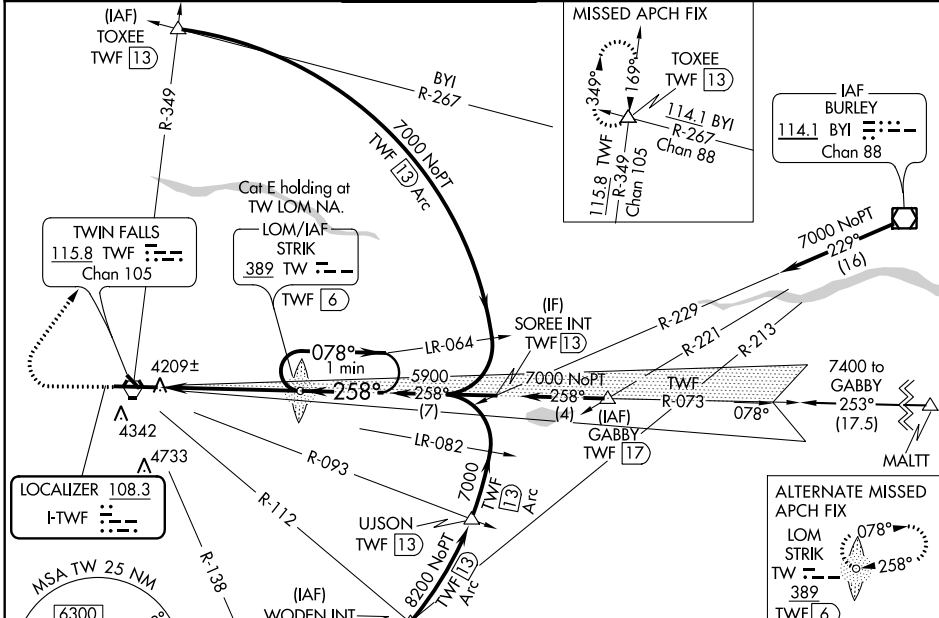 (IAF)
TOXEE
TWF 13
R-349
BYI
R-267
7000 NoPT
TWF 13 Arc
MISSED APCH FIX
TOXEE
TWF 13
349°
169°
114.1 BYI
R-267
Chan 88
115.8 TWF
R-349
Chan 105
IAF
BURLEY
114.1 BYI
Chan 88
7000 NoPT
229°
(16)
Cat E holding at
TW LOM NA.
LOM/IAF
STRIK
389 TW
TWF 6
TWIN FALLS
115.8 TWF
Chan 105
(IF)
SOREE INT
TWF 13
R-229
R-221
R-213
LR-064
078°
1 min
258°
4209±
5900
258°
(7)
7000 NoPT
258°
(4)
TWF
R-073
078°
7400 to
GABBY
253°
(17.5)
MALTT
(IAF)
GABBY
TWF 17
4342
4733
LR-082
R-093
R-112
R-138
LOCALIZER 108.3
I-TWF
7000
TWF 13 Arc
UJSON
TWF 13
8200 NoPT
TWF 13 Arc
(IAF)
WODEN INT
MSA TW 25 NM
6300
ALTERNATE MISSED
APCH FIX
LOM
STRIK
TW
389
TWF 6
078°
258°